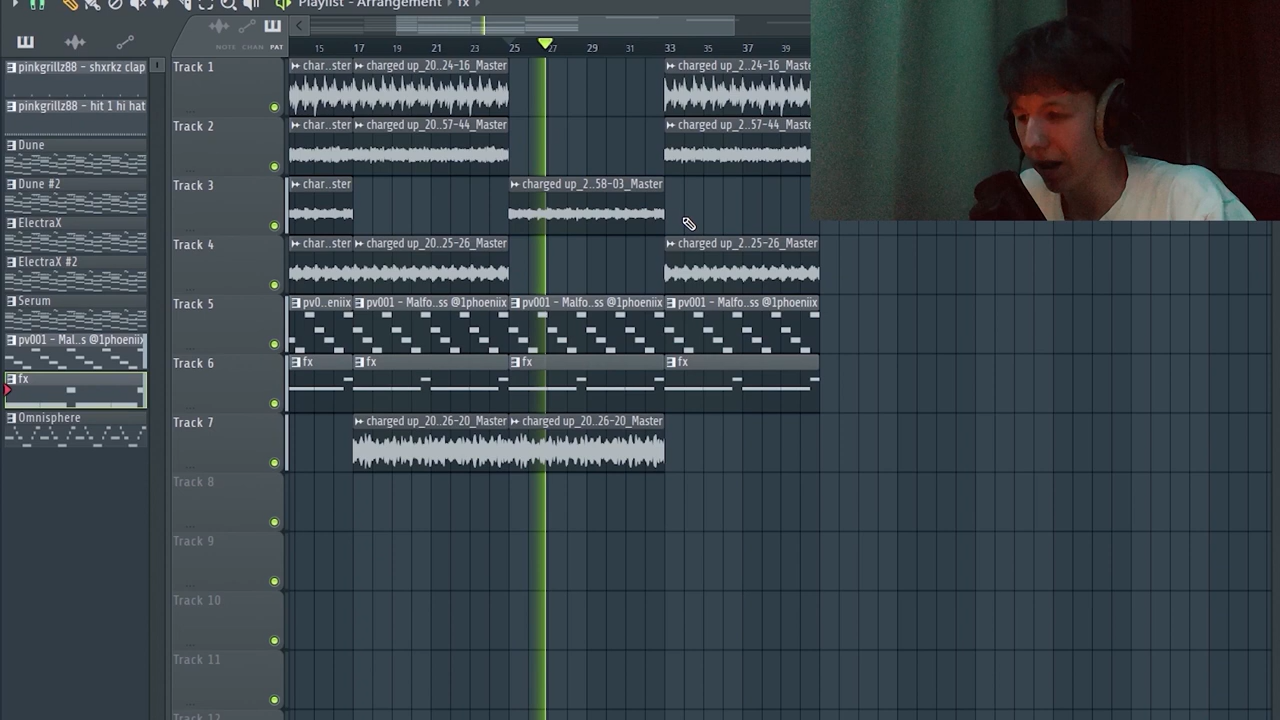 Playlist - Arrangement › fx ›
NOTE CHAN PAT
15 17 19 21 23 25 27 29 31 33 35 37 39
pinkgrillz88 - shxrkz clap
pinkgrillz88 - hit 1 hi hat
Dune
Dune #2
ElectraX
ElectraX #2
Serum
pv001 - Mal..s @1phoeniix
fx
Omnisphere
Track 1
char..ster charged up_20..24-16_Master charged up_2..24-16_Maste
Track 2
char..ster charged up_20..57-44_Master charged up_2..57-44_Maste
Track 3
char..ster charged up_2..58-03_Master
Track 4
char..ster charged up_20..25-26_Master charged up_2..25-26_Master
Track 5
pv0..eniix pv001 - Malfo..ss @1phoeniix pv001 - Malfo..ss @1phoeniix pv001 - Malfo..ss @1phoeniix
Track 6
fx fx fx fx
Track 7
charged up_20..26-20_Master charged up_20..26-20_Master
Track 8
Track 9
Track 10
Track 11
Track 12